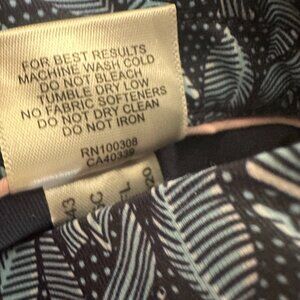 FOR BEST RESULTS
MACHINE WASH COLD
DO NOT BLEACH
TUMBLE DRY LOW
NO FABRIC SOFTENERS
DO NOT DRY CLEAN
DO NOT IRON
RN100308
CA40339